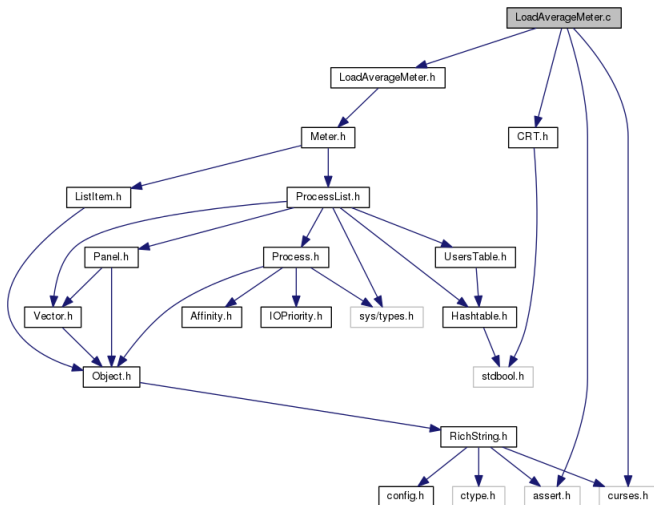 LoadAverageMeter.c
LoadAverageMeter.h
Meter.h
CRT.h
ListItem.h
ProcessList.h
Panel.h
Process.h
UsersTable.h
Vector.h
Affinity.h
IOPriority.h
sys/types.h
Hashtable.h
Object.h
stdbool.h
RichString.h
config.h
ctype.h
assert.h
curses.h